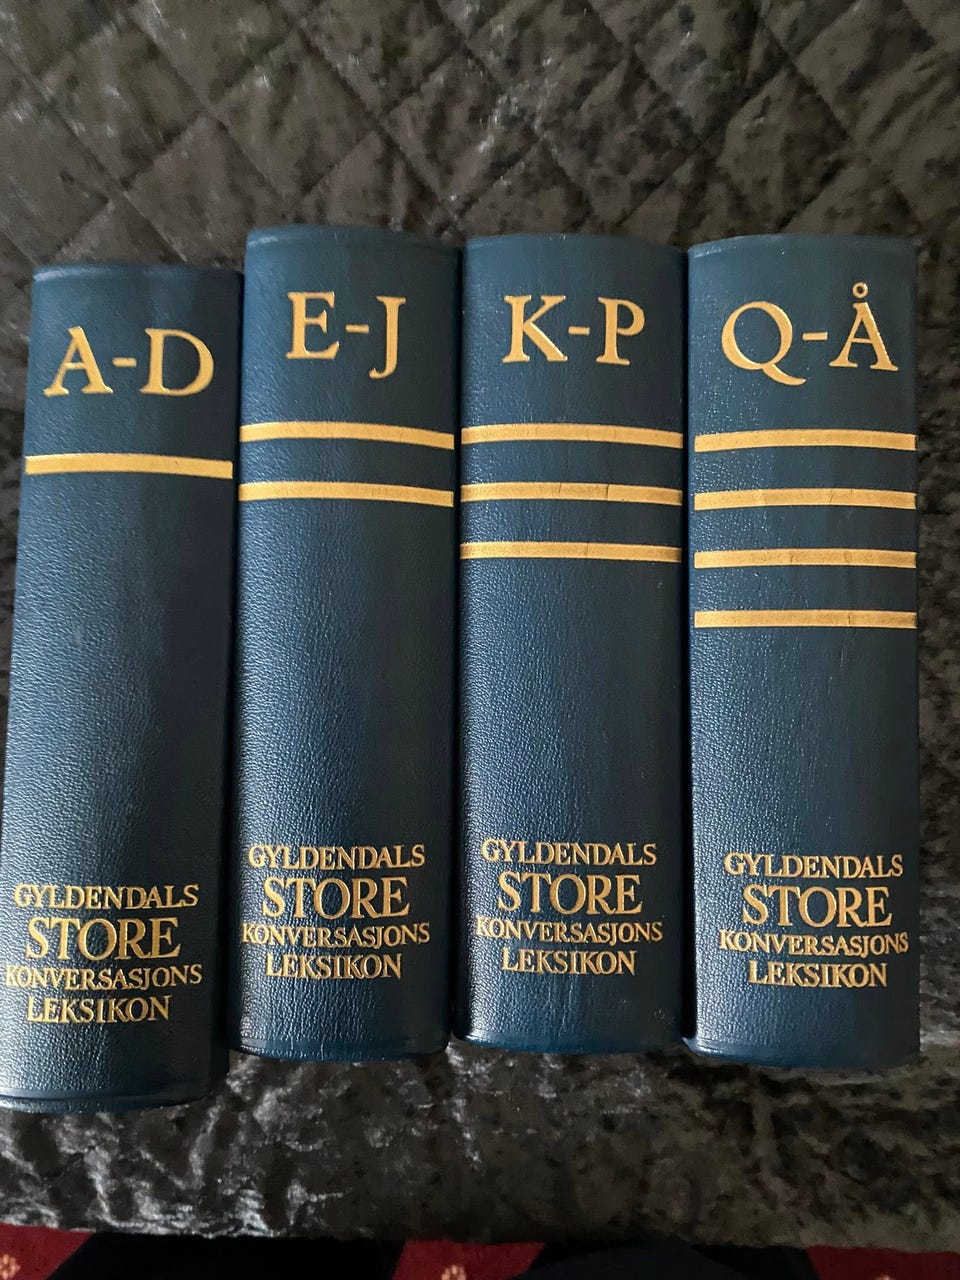 A-D
GYLDENDALS
STORE
KONVERSASJONS
LEKSIKON
E-J
GYLDENDALS
STORE
KONVERSASJONS
LEKSIKON
K-P
GYLDENDALS
STORE
KONVERSASJONS
LEKSIKON
Q-Å
GYLDENDALS
STORE
KONVERSASJONS
LEKSIKON